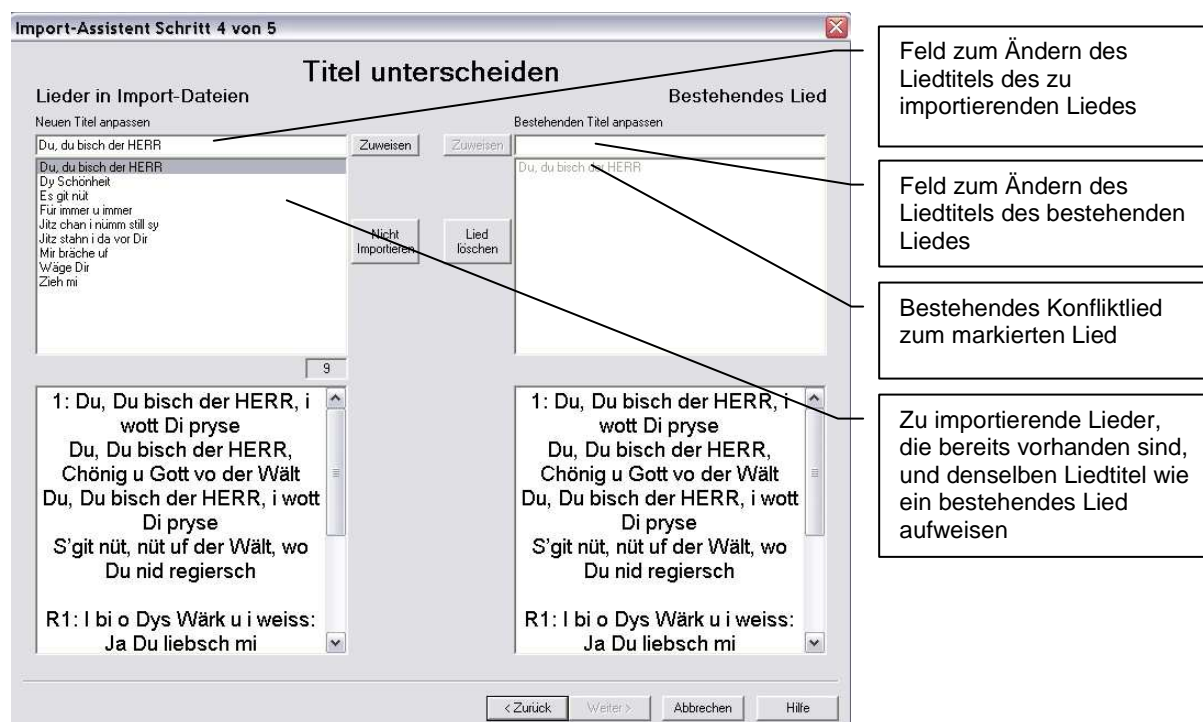 Import-Assistent Schritt 4 von 5
Titel unterscheiden
Lieder in Import-Dateien
Bestehendes Lied
Neuen Titel anpassen
Bestehenden Titel anpassen
Du, du bisch der HERR
Zuweisen
Zuweisen
Du, du bisch der HERR
Dy Schönheit
Es git nüt
Für immer u immer
Jitz chan i nümm still sy
Jitz stahn i da vor Dir
Mir bräche uf
Wäge Dir
Zieh mi
Du, du bisch der HERR
Nicht
Importieren
Lied
löschen
9
1: Du, Du bisch der HERR, i
wott Di pryse
Du, Du bisch der HERR,
Chönig u Gott vo der Wält
Du, Du bisch der HERR, i wott
Di pryse
S'git nüt, nüt uf der Wält, wo
Du nid regiersch
R1: I bi o Dys Wärk u i weiss:
Ja Du liebsch mi
1: Du, Du bisch der HERR, i
wott Di pryse
Du, Du bisch der HERR,
Chönig u Gott vo der Wält
Du, Du bisch der HERR, i wott
Di pryse
S'git nüt, nüt uf der Wält, wo
Du nid regiersch
R1: I bi o Dys Wärk u i weiss:
Ja Du liebsch mi
< Zurück
Weiter >
Abbrechen
Hilfe
Feld zum Ändern des
Liedtitels des zu
importierenden Liedes
Feld zum Ändern des
Liedtitels des bestehenden
Liedes
Bestehendes Konfliktlied
zum markierten Lied
Zu importierende Lieder,
die bereits vorhanden sind,
und denselben Liedtitel wie
ein bestehendes Lied
aufweisen